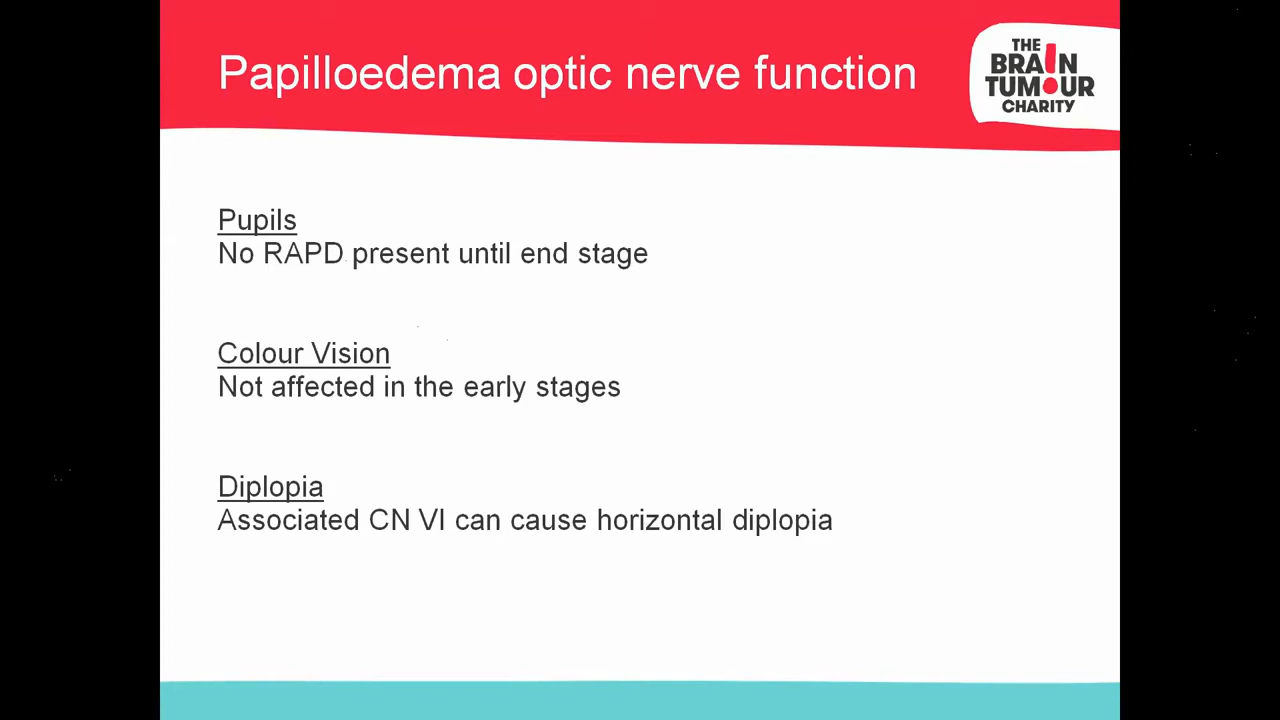 Papilloedema optic nerve function
THE
BRAIN
TUMOUR
CHARITY
Pupils
No RAPD present until end stage
Colour Vision
Not affected in the early stages
Diplopia
Associated CN VI can cause horizontal diplopia